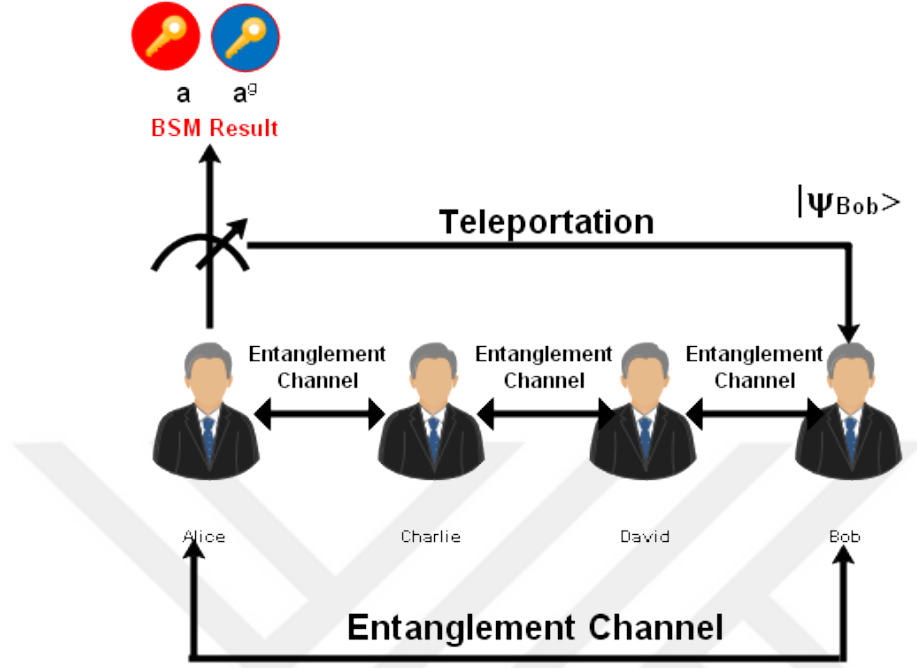 a a^g
BSM Result
|ΨBob>
Teleportation
Entanglement Channel
Entanglement Channel
Entanglement Channel
Alice
Charlie
David
Bob
Entanglement Channel